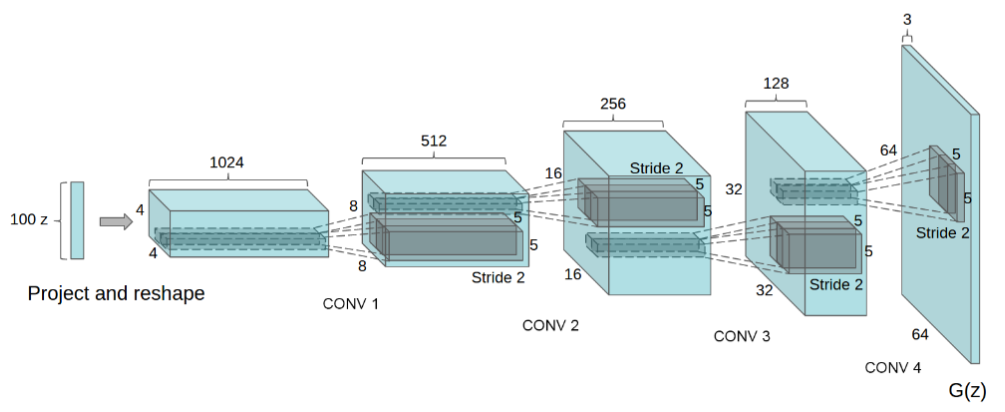 100 z
Project and reshape
1024
4
4
CONV 1
512
8
8
5
5
Stride 2
CONV 2
256
16
16
Stride 2
5
5
CONV 3
128
32
32
5
5
Stride 2
CONV 4
3
64
64
5
5
Stride 2
G(z)